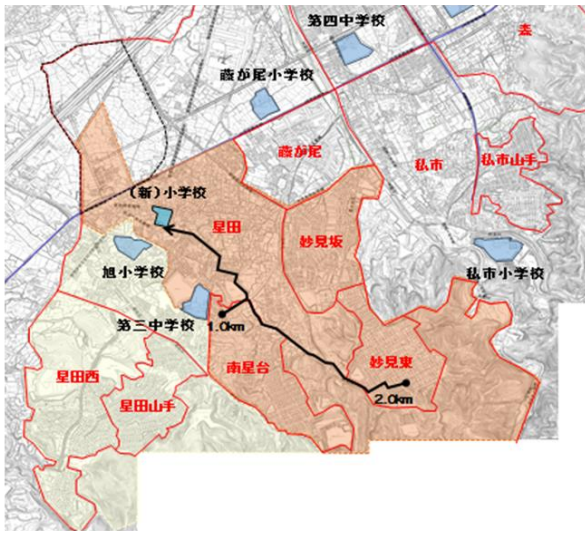 第四中学校
藤が尾小学校
藤が尾
私市
私市山手
(新)小学校
星田
妙見坂
旭小学校
私市小学校
第三中学校
1.0km
南星台
妙見東
星田西
星田山手
2.0km